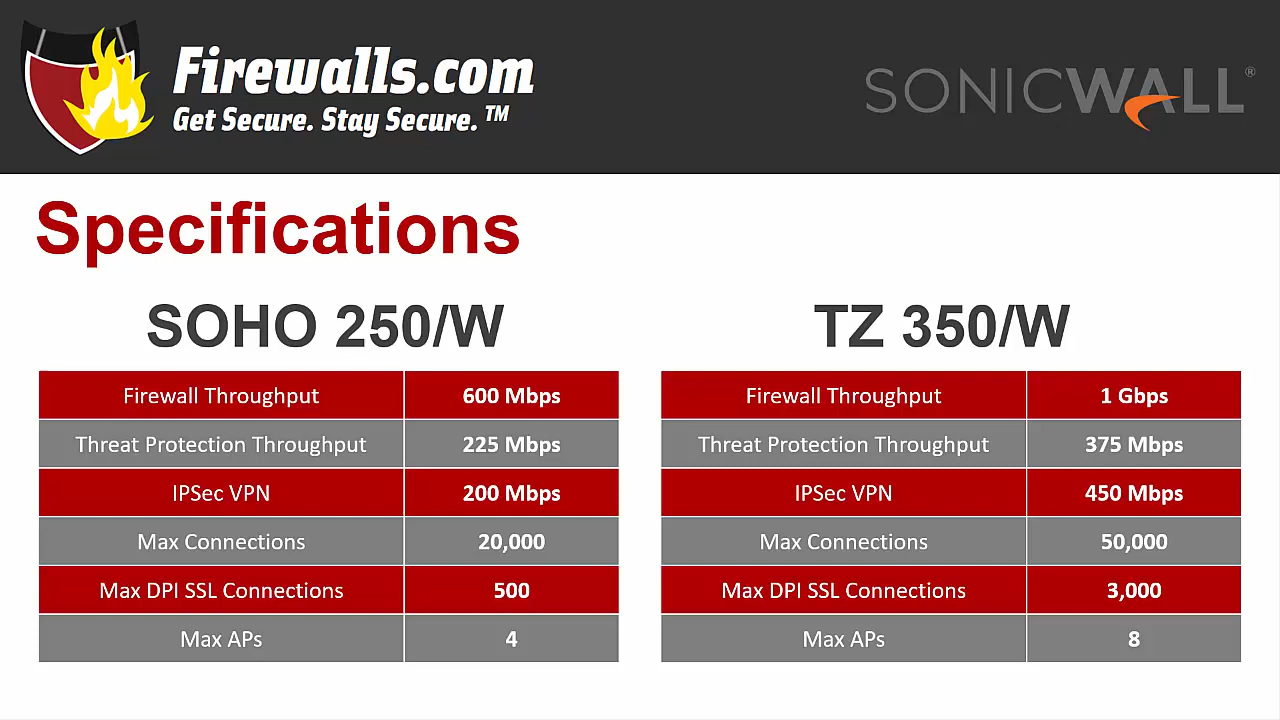 Firewalls.com
Get Secure. Stay Secure.™
SONICWALL®
Specifications
SOHO 250/W
Firewall Throughput 600 Mbps
Threat Protection Throughput 225 Mbps
IPSec VPN 200 Mbps
Max Connections 20,000
Max DPI SSL Connections 500
Max APs 4
TZ 350/W
Firewall Throughput 1 Gbps
Threat Protection Throughput 375 Mbps
IPSec VPN 450 Mbps
Max Connections 50,000
Max DPI SSL Connections 3,000
Max APs 8